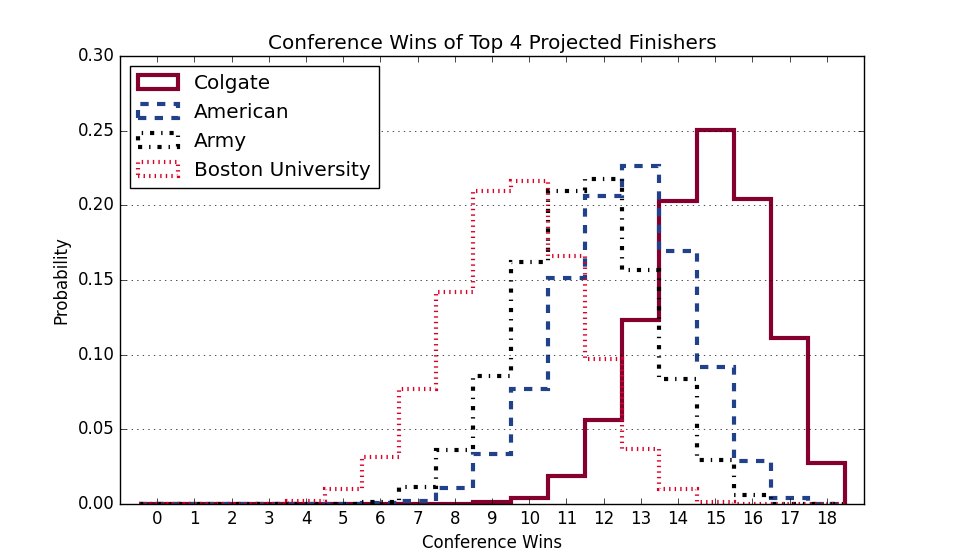 Conference Wins of Top 4 Projected Finishers
0.30
0.25
0.20
0.15
0.10
0.05
0.00
Probability
Colgate
American
Army
Boston University
0 1 2 3 4 5 6 7 8 9 10 11 12 13 14 15 16 17 18
Conference Wins